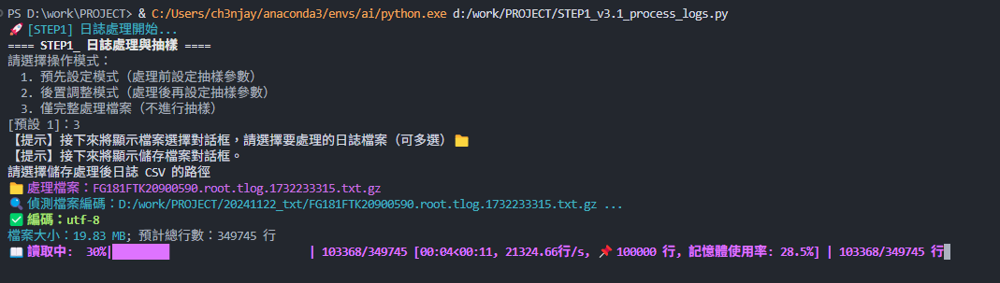 PS D:\work\PROJECT> & C:/Users/ch3njay/anaconda3/envs/ai/python.exe d:/work/PROJECT/STEP1_v3.1_process_logs.py
🚀 [STEP1] 日誌處理開始...
==== STEP1_ 日誌處理與抽樣 ====
請選擇操作模式：
1. 預先設定模式（處理前設定抽樣參數）
2. 後置調整模式（處理後再設定抽樣參數）
3. 僅完整處理檔案（不進行抽樣）
[預設 1]：3
【提示】接下來將顯示檔案選擇對話框，請選擇要處理的日誌檔案（可多選）📁
【提示】接下來將顯示儲存檔案對話框。
請選擇儲存處理後日誌 CSV 的路徑
📁 處理檔案：FG181FTK20900590.root.tlog.1732233315.txt.gz
🔍 偵測檔案編碼：D:/work/PROJECT/20241122_txt/FG181FTK20900590.root.tlog.1732233315.txt.gz ...
✅ 編碼：utf-8
檔案大小：19.83 MB; 預計總行數：349745 行
📖 讀取中: 30%|██████ | 103368/349745 [00:04<00:11, 21324.66行/s, 📌 100000 行, 記憶體使用率: 28.5%] | 103368/349745 行